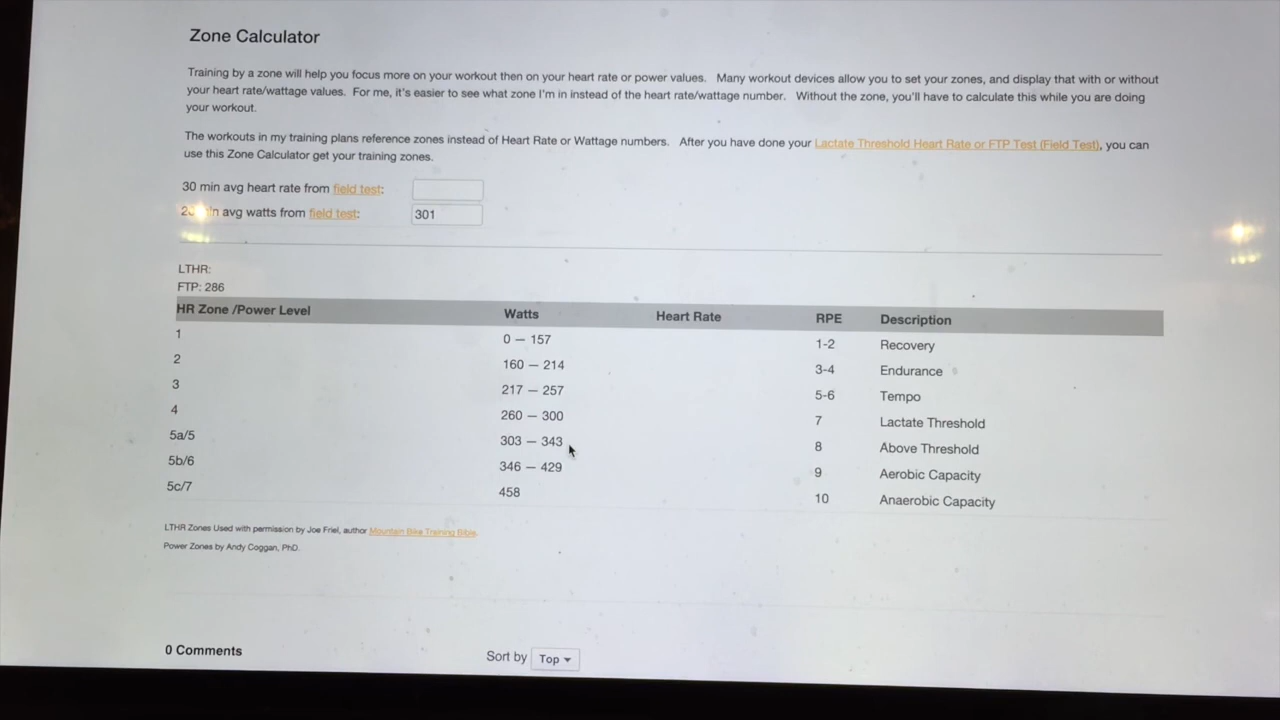 Zone Calculator
Training by a zone will help you focus more on your workout then on your heart rate or power values. Many workout devices allow you to set your zones, and display that with or without
your heart rate/wattage values. For me, it's easier to see what zone I'm in instead of the heart rate/wattage number. Without the zone, you'll have to calculate this while you are doing
your workout.
The workouts in my training plans reference zones instead of Heart Rate or Wattage numbers. After you have done your Lactate Threshold Heart Rate or FTP Test (Field Test), you can
use this Zone Calculator get your training zones.
30 min avg heart rate from field test:
avg watts from field test: 301
LTHR:
FTP: 286
HR Zone /Power Level Watts Heart Rate RPE Description
1 0 — 157 1-2 Recovery
2 160 — 214 3-4 Endurance
3 217 — 257 5-6 Tempo
4 260 — 300 7 Lactate Threshold
5a/5 303 — 343 8 Above Threshold
5b/6 346 — 429 9 Aerobic Capacity
5c/7 458 10 Anaerobic Capacity
LTHR Zones Used with permission by Joe Friel, author Mountain Bike Training Bible.
Power Zones by Andy Coggan, PhD.
0 Comments
Sort by Top